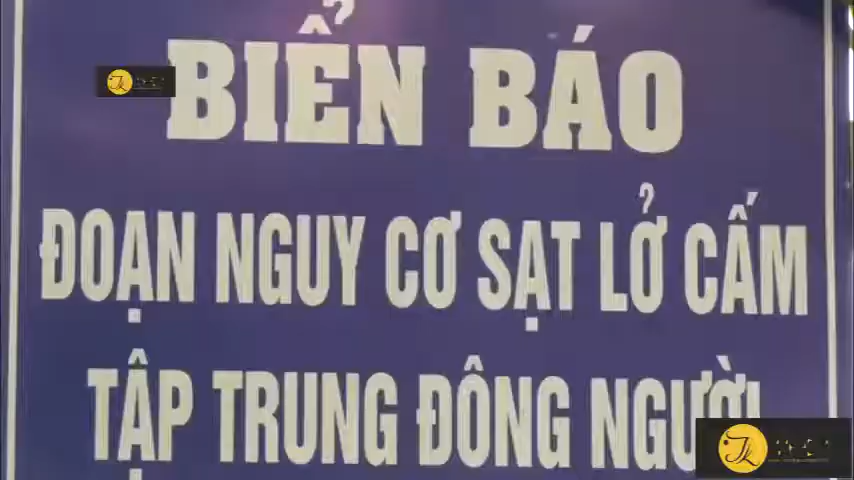 BIỂN BÁO
ĐOẠN NGUY CƠ SẠT LỞ CẤM
TẬP TRUNG ĐÔNG NGƯỜI